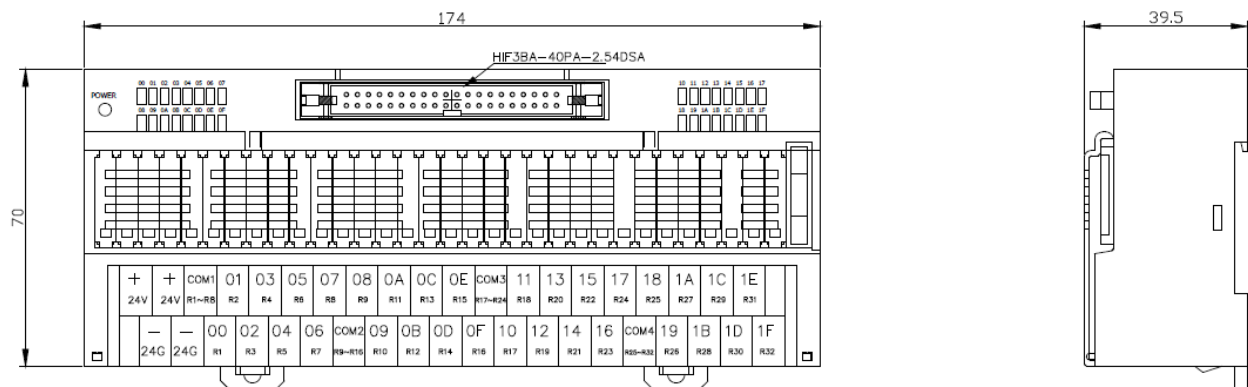 174
39.5
HIF3BA-40PA-2.54DSA
00 01 02 03 04 05 06 07
10 11 12 13 14 15 16 17
POWER
08 09 0A 0B 0C 0D 0E 0F
18 19 1A 1B 1C 1D 1E 1F
70
+ + COM1 01 03 05 07 08 0A 0C 0E COM3 11 13 15 17 18 1A 1C 1E
24V 24V R1~R8 R2 R4 R6 R8 R9 R11 R13 R15 R17~R24 R18 R20 R22 R24 R25 R27 R29 R31
− − 00 02 04 06 COM2 09 0B 0D 0F 10 12 14 16 COM4 19 1B 1D 1F
24G 24G R1 R3 R5 R7 R9~R16 R10 R12 R14 R16 R17 R19 R21 R23 R25~R32 R26 R28 R30 R32